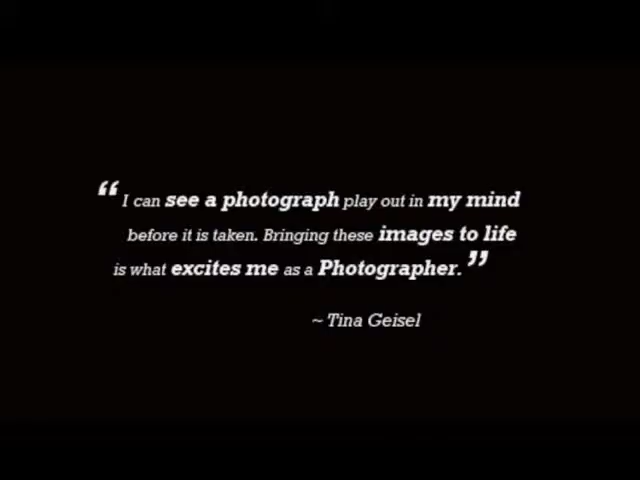 “ I can see a photograph play out in my mind
before it is taken. Bringing these images to life
is what excites me as a Photographer. ”
~ Tina Geisel